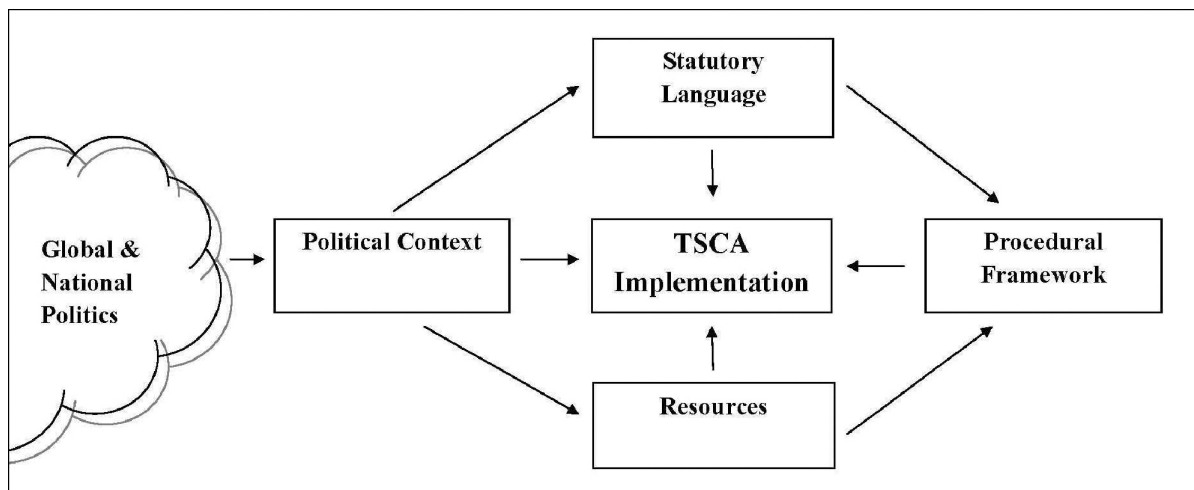 Statutory
Language
Global &
National
Politics
Political Context
TSCA
Implementation
Procedural
Framework
Resources